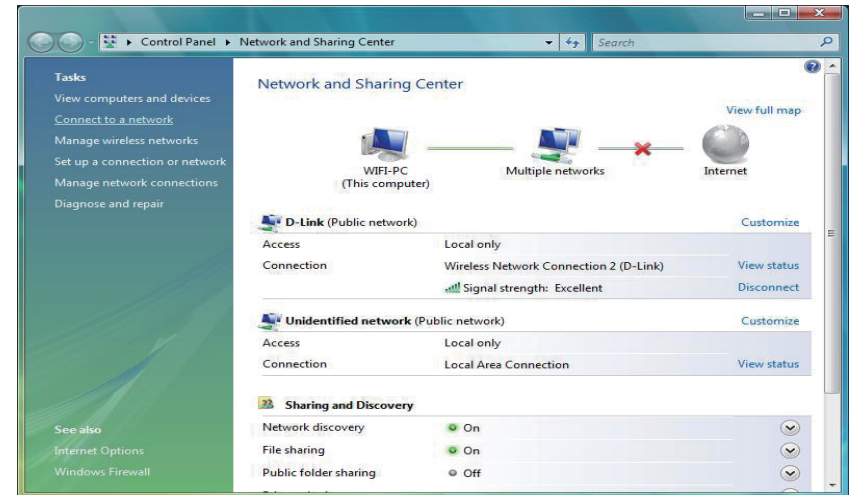 Control Panel Network and Sharing Center Search
Tasks
View computers and devices
Connect to a network
Manage wireless networks
Set up a connection or network
Manage network connections
Diagnose and repair
See also
Internet Options
Windows Firewall
Network and Sharing Center
View full map
WIFI-PC
(This computer)
Multiple networks
Internet
D-Link (Public network) Customize
Access Local only
Connection Wireless Network Connection 2 (D-Link) View status
Signal strength: Excellent Disconnect
Unidentified network (Public network) Customize
Access Local only
Connection Local Area Connection View status
Sharing and Discovery
Network discovery On
File sharing On
Public folder sharing Off